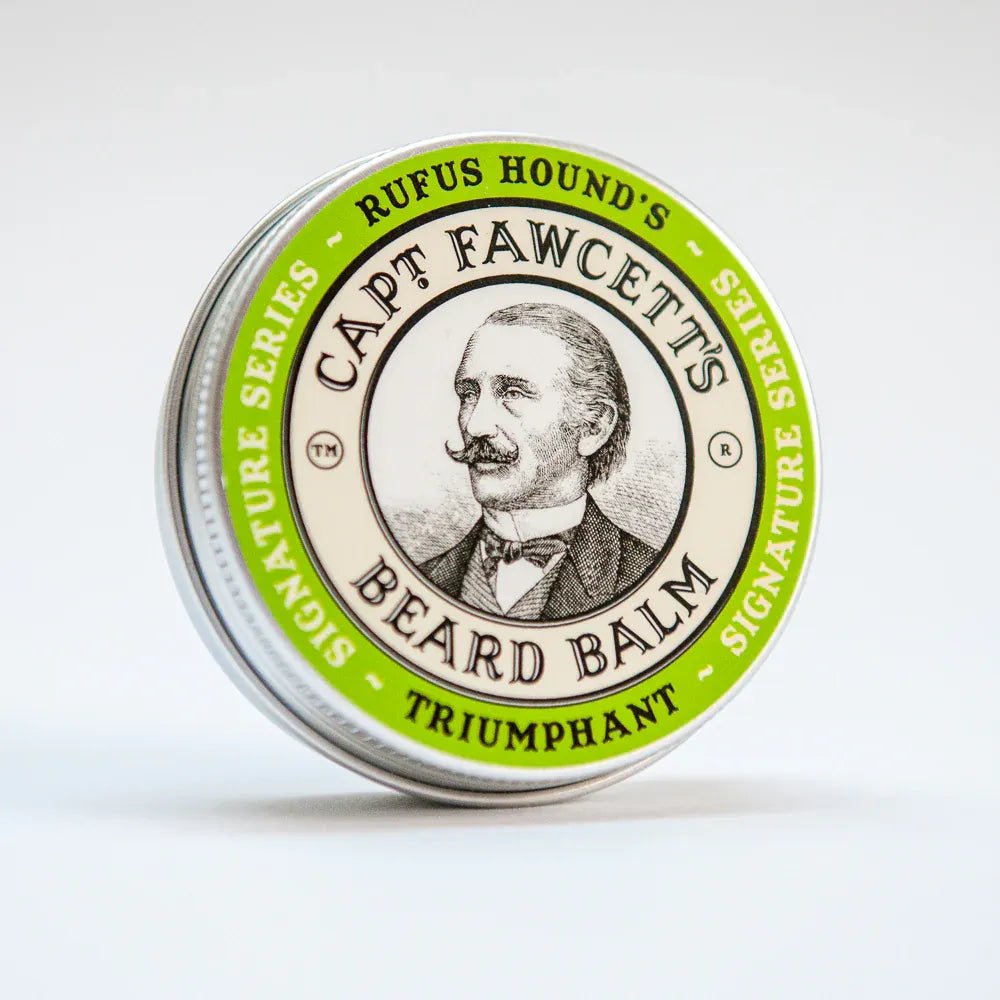 ~ RUFUS HOUND'S ~
SIGNATURE SERIES
SIGNATURE SERIES
CAPT. FAWCETT'S
TM
R
BEARD BALM
~ TRIUMPHANT ~